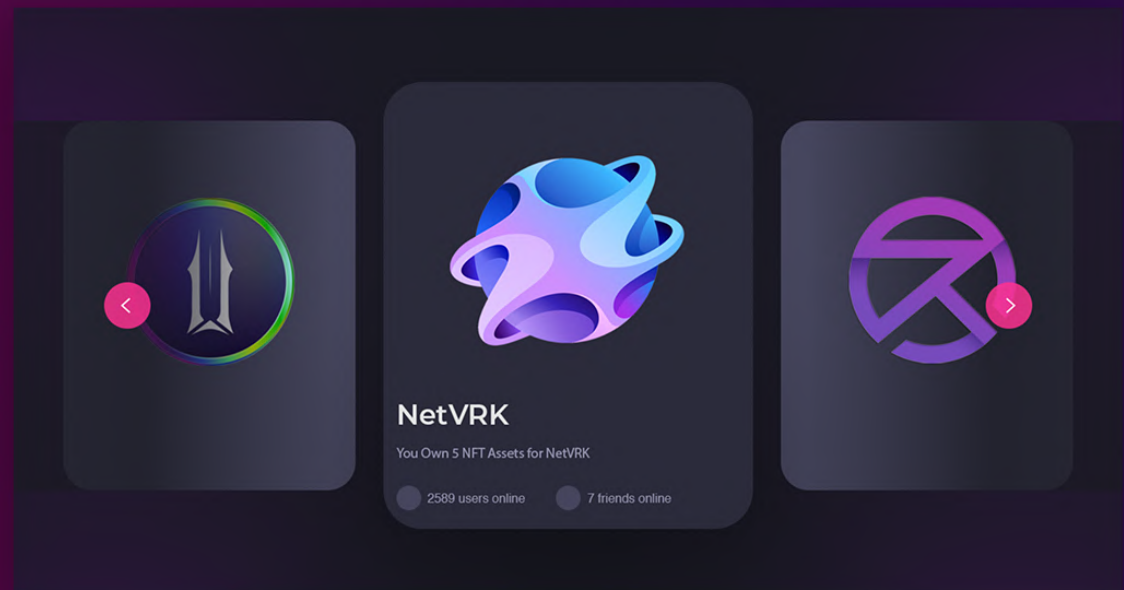 NetVRK
You Own 5 NFT Assets for NetVRK
2589 users online
7 friends online